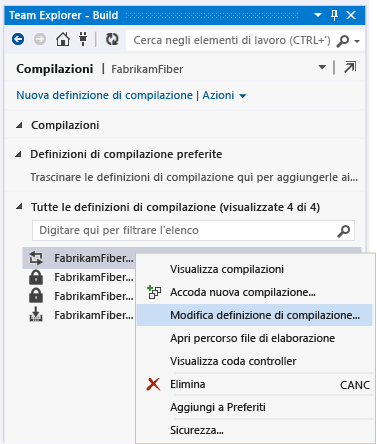 Team Explorer - Build
Cerca negli elementi di lavoro (CTRL+')
Compilazioni | FabrikamFiber
Nuova definizione di compilazione | Azioni
Compilazioni
Definizioni di compilazione preferite
Trascinare le definizioni di compilazione qui per aggiungerle ai...
Tutte le definizioni di compilazione (visualizzate 4 di 4)
Digitare qui per filtrare l'elenco
FabrikamFiber...
FabrikamFiber...
FabrikamFiber...
FabrikamFiber...
Visualizza compilazioni
Accoda nuova compilazione...
Modifica definizione di compilazione...
Apri percorso file di elaborazione
Visualizza coda controller
Elimina CANC
Aggiungi a Preferiti
Sicurezza...